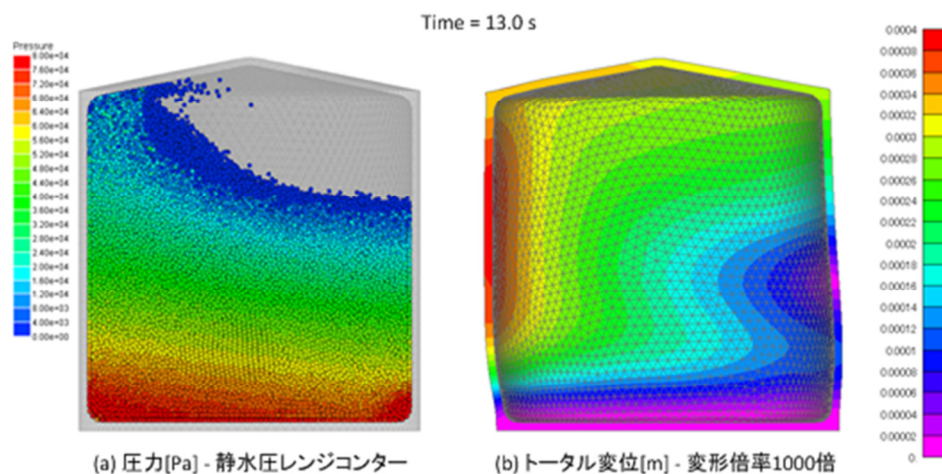 Time = 13.0 s
Pressure
8.00e+04
7.60e+04
7.20e+04
6.80e+04
6.40e+04
6.00e+04
5.60e+04
5.20e+04
4.80e+04
4.40e+04
4.00e+04
3.60e+04
3.20e+04
2.80e+04
2.40e+04
2.00e+04
1.60e+04
1.20e+04
8.00e+03
4.00e+03
0.00e+00
0.0004
0.00038
0.00036
0.00034
0.00032
0.0003
0.00028
0.00026
0.00024
0.00022
0.0002
0.00018
0.00016
0.00014
0.00012
0.0001
0.00008
0.00006
0.00004
0.00002
0
(a) 圧力[Pa] - 静水圧レンジコンター
(b) トータル変位[m] - 変形倍率1000倍